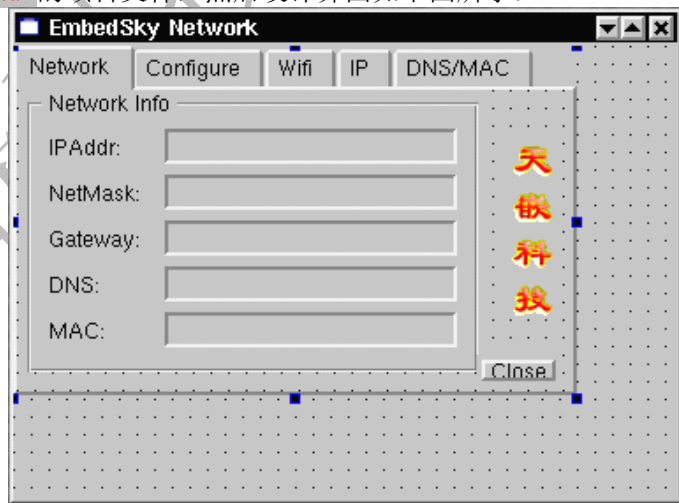 EmbedSky Network
Network Configure Wifi IP DNS/MAC
Network Info
IPAddr:
NetMask:
Gateway:
DNS:
MAC:
天
嵌
科
技
Close